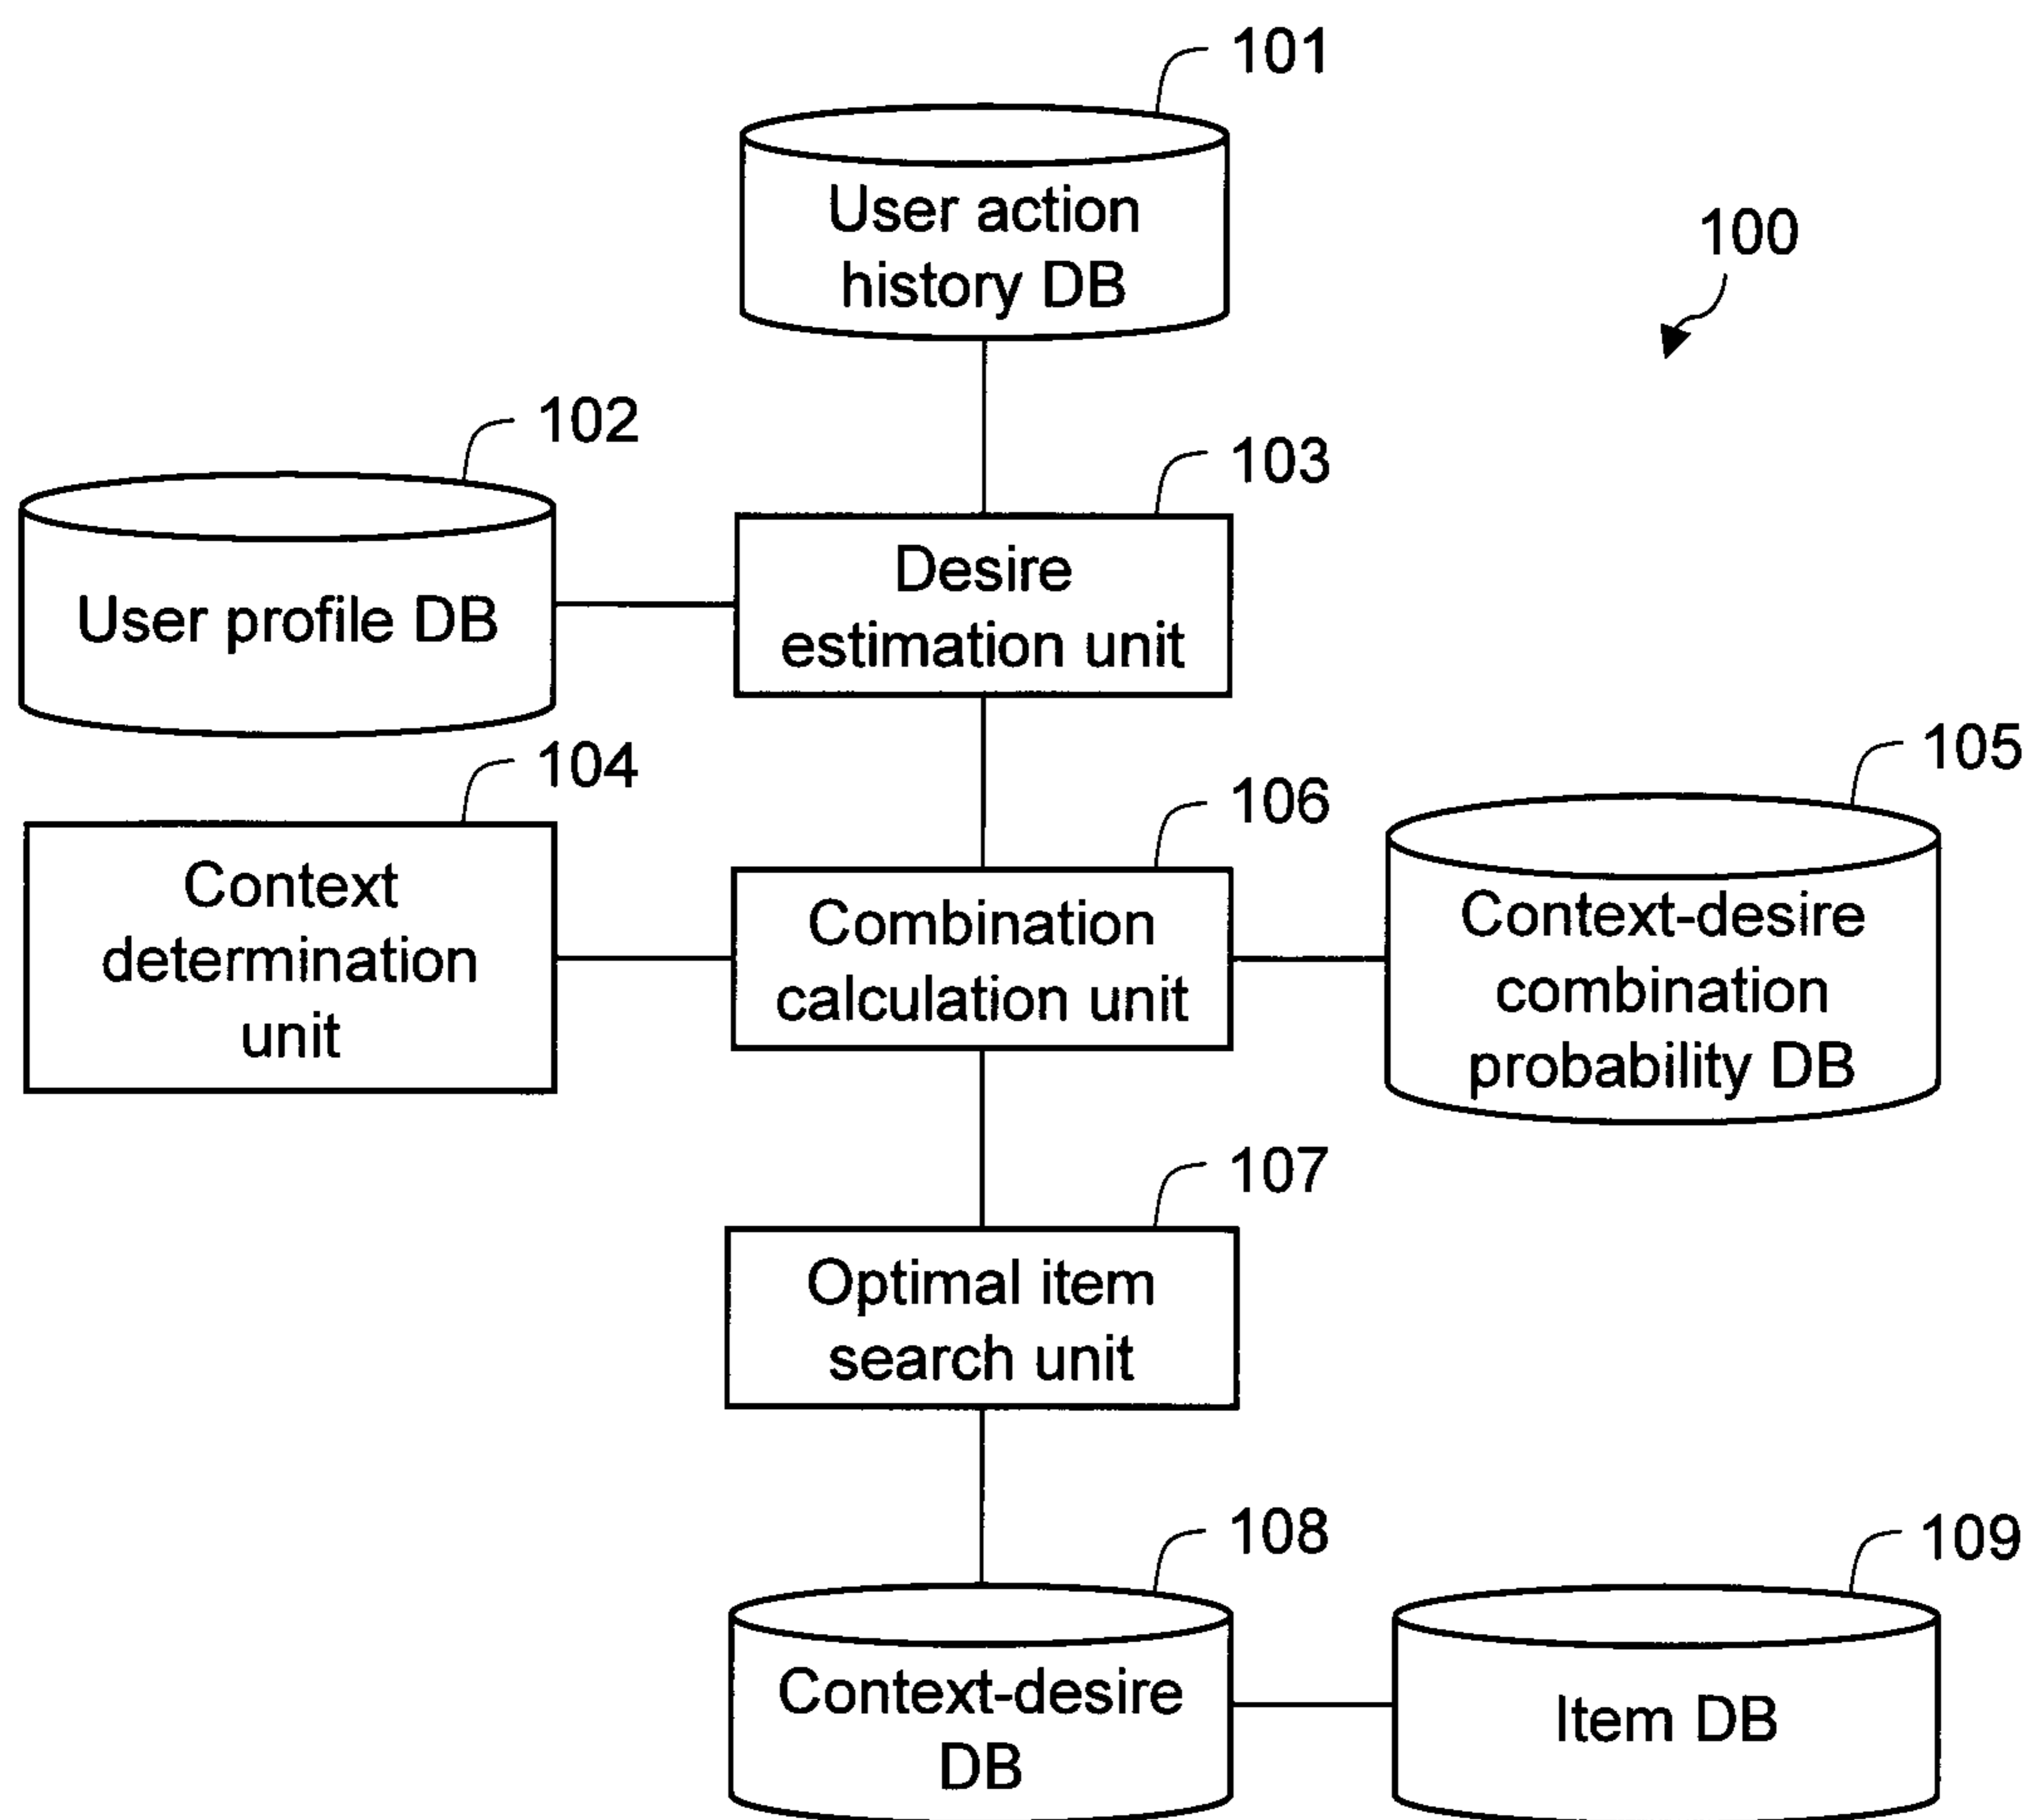 101
User action
history DB
100
102
User profile DB
103
Desire
estimation unit
104
Context
determination
unit
106
Combination
calculation unit
105
Context-desire
combination
probability DB
107
Optimal item
search unit
108
Context-desire
DB
109
Item DB